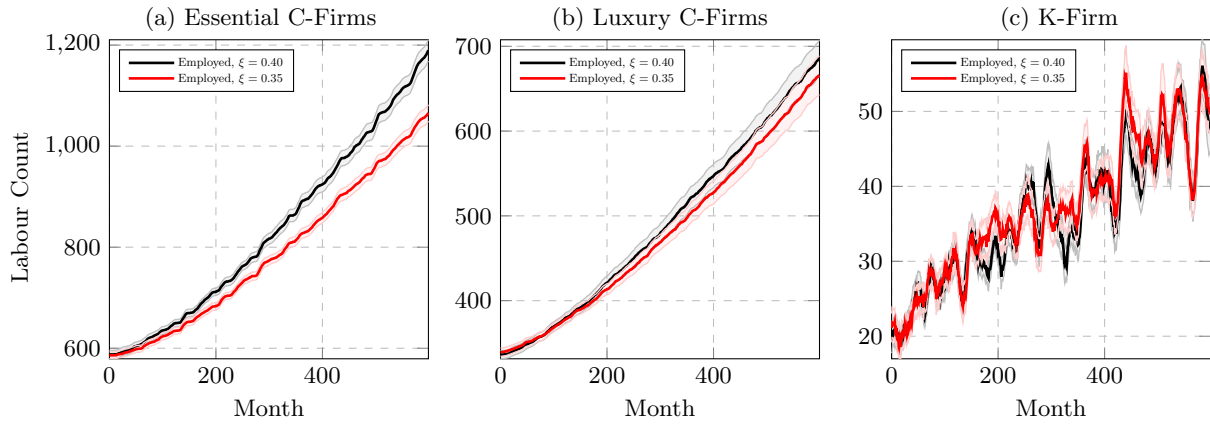 (a) Essential C-Firms
(b) Luxury C-Firms
(c) K-Firm
Labour Count
1,200
1,000
800
600
0
200
400
Month
Employed, ξ = 0.40
Employed, ξ = 0.35
700
600
500
400
0
200
400
Month
Employed, ξ = 0.40
Employed, ξ = 0.35
50
40
30
20
0
200
400
Month
Employed, ξ = 0.40
Employed, ξ = 0.35